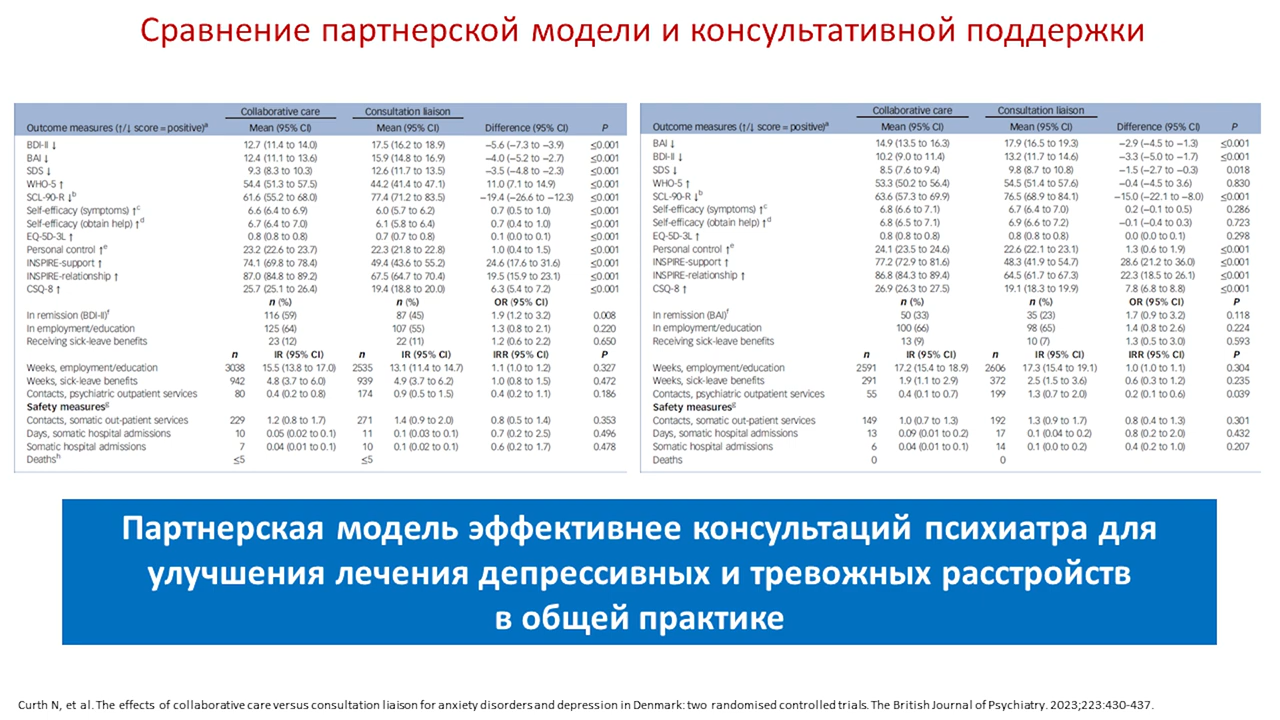 Сравнение партнерской модели и консультативной поддержки
Collaborative care Consultation liaison
Outcome measures (↑/↓ score = positive)a Mean (95% CI) Mean (95% CI) Difference (95% CI) P
BDI-II ↓ 12.7 (11.4 to 14.0) 17.5 (16.2 to 18.9) −5.6 (−7.3 to −3.9) ≤0.001
BAI ↓ 12.4 (11.1 to 13.6) 15.9 (14.8 to 16.9) −4.0 (−5.2 to −2.7) ≤0.001
SDS ↓ 9.3 (8.3 to 10.3) 12.6 (11.7 to 13.5) −3.5 (−4.8 to −2.3) ≤0.001
WHO-5 ↑ 54.4 (51.3 to 57.5) 44.2 (41.4 to 47.1) 11.0 (7.1 to 14.9) ≤0.001
SCL-90-R ↓b 61.6 (55.2 to 68.0) 77.4 (71.2 to 83.5) −19.4 (−26.6 to −12.3) ≤0.001
Self-efficacy (symptoms) ↑c 6.6 (6.4 to 6.9) 6.0 (5.7 to 6.2) 0.7 (0.5 to 1.0) ≤0.001
Self-efficacy (obtain help) ↑d 6.7 (6.4 to 7.0) 6.1 (5.8 to 6.4) 0.7 (0.4 to 1.0) ≤0.001
EQ-5D-3L ↑ 0.8 (0.8 to 0.8) 0.7 (0.7 to 0.8) 0.1 (0.0 to 0.1) ≤0.001
Personal control ↑e 23.2 (22.6 to 23.7) 22.3 (21.8 to 22.8) 1.0 (0.4 to 1.5) ≤0.001
INSPIRE-support ↑ 74.1 (69.8 to 78.4) 49.4 (43.6 to 55.2) 24.6 (17.6 to 31.6) ≤0.001
INSPIRE-relationship ↑ 87.0 (84.8 to 89.2) 67.5 (64.7 to 70.4) 19.5 (15.9 to 23.1) ≤0.001
CSQ-8 ↑ 25.7 (25.1 to 26.4) 19.4 (18.8 to 20.0) 6.3 (5.4 to 7.2) ≤0.001
n (%) n (%) OR (95% CI)
In remission (BDI-II)f 116 (59) 87 (45) 1.9 (1.2 to 3.2) 0.008
In employment/education 125 (64) 107 (55) 1.3 (0.8 to 2.1) 0.220
Receiving sick-leave benefits 23 (12) 22 (11) 1.2 (0.6 to 2.2) 0.650
n IR (95% CI) n IR (95% CI) IRR (95% CI) P
Weeks, employment/education 3038 15.5 (13.8 to 17.0) 2535 13.1 (11.4 to 14.7) 1.1 (1.0 to 1.2) 0.327
Weeks, sick-leave benefits 942 4.8 (3.7 to 6.0) 939 4.9 (3.7 to 6.2) 1.0 (0.8 to 1.5) 0.472
Contacts, psychiatric outpatient services 80 0.4 (0.2 to 0.8) 174 0.9 (0.5 to 1.5) 0.4 (0.2 to 1.1) 0.186
Safety measuresg
Contacts, somatic out-patient services 229 1.2 (0.8 to 1.7) 271 1.4 (0.9 to 2.0) 0.8 (0.5 to 1.4) 0.353
Days, somatic hospital admissions 10 0.05 (0.02 to 0.1) 11 0.1 (0.03 to 0.1) 0.7 (0.2 to 2.5) 0.496
Somatic hospital admissions 7 0.04 (0.01 to 0.1) 10 0.1 (0.02 to 0.1) 0.6 (0.2 to 1.7) 0.478
Deathsh ≤5 ≤5
Collaborative care Consultation liaison
Outcome measures (↑/↓ score = positive)a Mean (95% CI) Mean (95% CI) Difference (95% CI) P
BAI ↓ 14.9 (13.5 to 16.3) 17.9 (16.5 to 19.3) −2.9 (−4.5 to −1.3) ≤0.001
BDI-II ↓ 10.2 (9.0 to 11.4) 13.2 (11.7 to 14.6) −3.3 (−5.0 to −1.7) ≤0.001
SDS ↓ 8.5 (7.6 to 9.4) 9.8 (8.7 to 10.8) −1.5 (−2.7 to −0.3) 0.018
WHO-5 ↑ 53.3 (50.2 to 56.4) 54.5 (51.4 to 57.6) −0.4 (−4.5 to 3.6) 0.830
SCL-90-R ↓b 63.6 (57.3 to 69.9) 76.5 (68.9 to 84.1) −15.0 (−22.1 to −8.0) ≤0.001
Self-efficacy (symptoms) ↑c 6.8 (6.6 to 7.1) 6.7 (6.4 to 7.0) 0.2 (−0.1 to 0.5) 0.286
Self-efficacy (obtain help) ↑d 6.8 (6.5 to 7.1) 6.9 (6.6 to 7.2) −0.1 (−0.4 to 0.3) 0.723
EQ-5D-3L ↑ 0.8 (0.8 to 0.8) 0.8 (0.8 to 0.8) 0.0 (0.0 to 0.1) 0.298
Personal control ↑e 24.1 (23.5 to 24.6) 22.6 (22.1 to 23.1) 1.3 (0.6 to 1.9) ≤0.001
INSPIRE-support ↑ 77.2 (72.9 to 81.6) 48.3 (41.9 to 54.7) 28.6 (21.2 to 36.0) ≤0.001
INSPIRE-relationship ↑ 86.8 (84.3 to 89.4) 64.5 (61.7 to 67.3) 22.3 (18.5 to 26.1) ≤0.001
CSQ-8 ↑ 26.9 (26.3 to 27.5) 19.1 (18.3 to 19.9) 7.8 (6.8 to 8.8) ≤0.001
n (%) n (%) OR (95% CI) P
In remission (BAI)f 50 (33) 35 (23) 1.7 (0.9 to 3.2) 0.118
In employment/education 100 (66) 98 (65) 1.4 (0.8 to 2.6) 0.224
Receiving sick-leave benefits 13 (9) 10 (7) 1.3 (0.5 to 3.0) 0.593
n IR (95% CI) n IR (95% CI) IRR (95% CI) P
Weeks, employment/education 2591 17.2 (15.4 to 18.9) 2606 17.3 (15.4 to 19.1) 1.0 (1.0 to 1.1) 0.304
Weeks, sick-leave benefits 291 1.9 (1.1 to 2.9) 372 2.5 (1.5 to 3.6) 0.6 (0.3 to 1.2) 0.235
Contacts, psychiatric outpatient services 55 0.4 (0.1 to 0.7) 199 1.3 (0.7 to 2.0) 0.2 (0.1 to 0.6) 0.039
Safety measuresg
Contacts, somatic out-patient services 149 1.0 (0.7 to 1.3) 192 1.3 (0.9 to 1.7) 0.8 (0.4 to 1.3) 0.301
Days, somatic hospital admissions 13 0.09 (0.01 to 0.2) 17 0.1 (0.04 to 0.2) 0.8 (0.2 to 2.0) 0.432
Somatic hospital admissions 6 0.04 (0.01 to 0.1) 14 0.1 (0.0 to 0.2) 0.4 (0.2 to 1.0) 0.207
Deaths 0 0
Партнерская модель эффективнее консультаций психиатра для
улучшения лечения депрессивных и тревожных расстройств
в общей практике
Curth N, et al. The effects of collaborative care versus consultation liaison for anxiety disorders and depression in Denmark: two randomised controlled trials. The British Journal of Psychiatry. 2023;223:430-437.